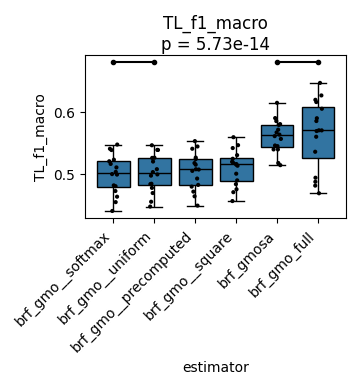 TL_f1_macro
p = 5.73e-14
TL_f1_macro
0.6
0.5
brf_gmo__softmax
brf_gmo__uniform
brf_gmo__precomputed
brf_gmo__square
brf_gmosa
brf_gmo_full
estimator